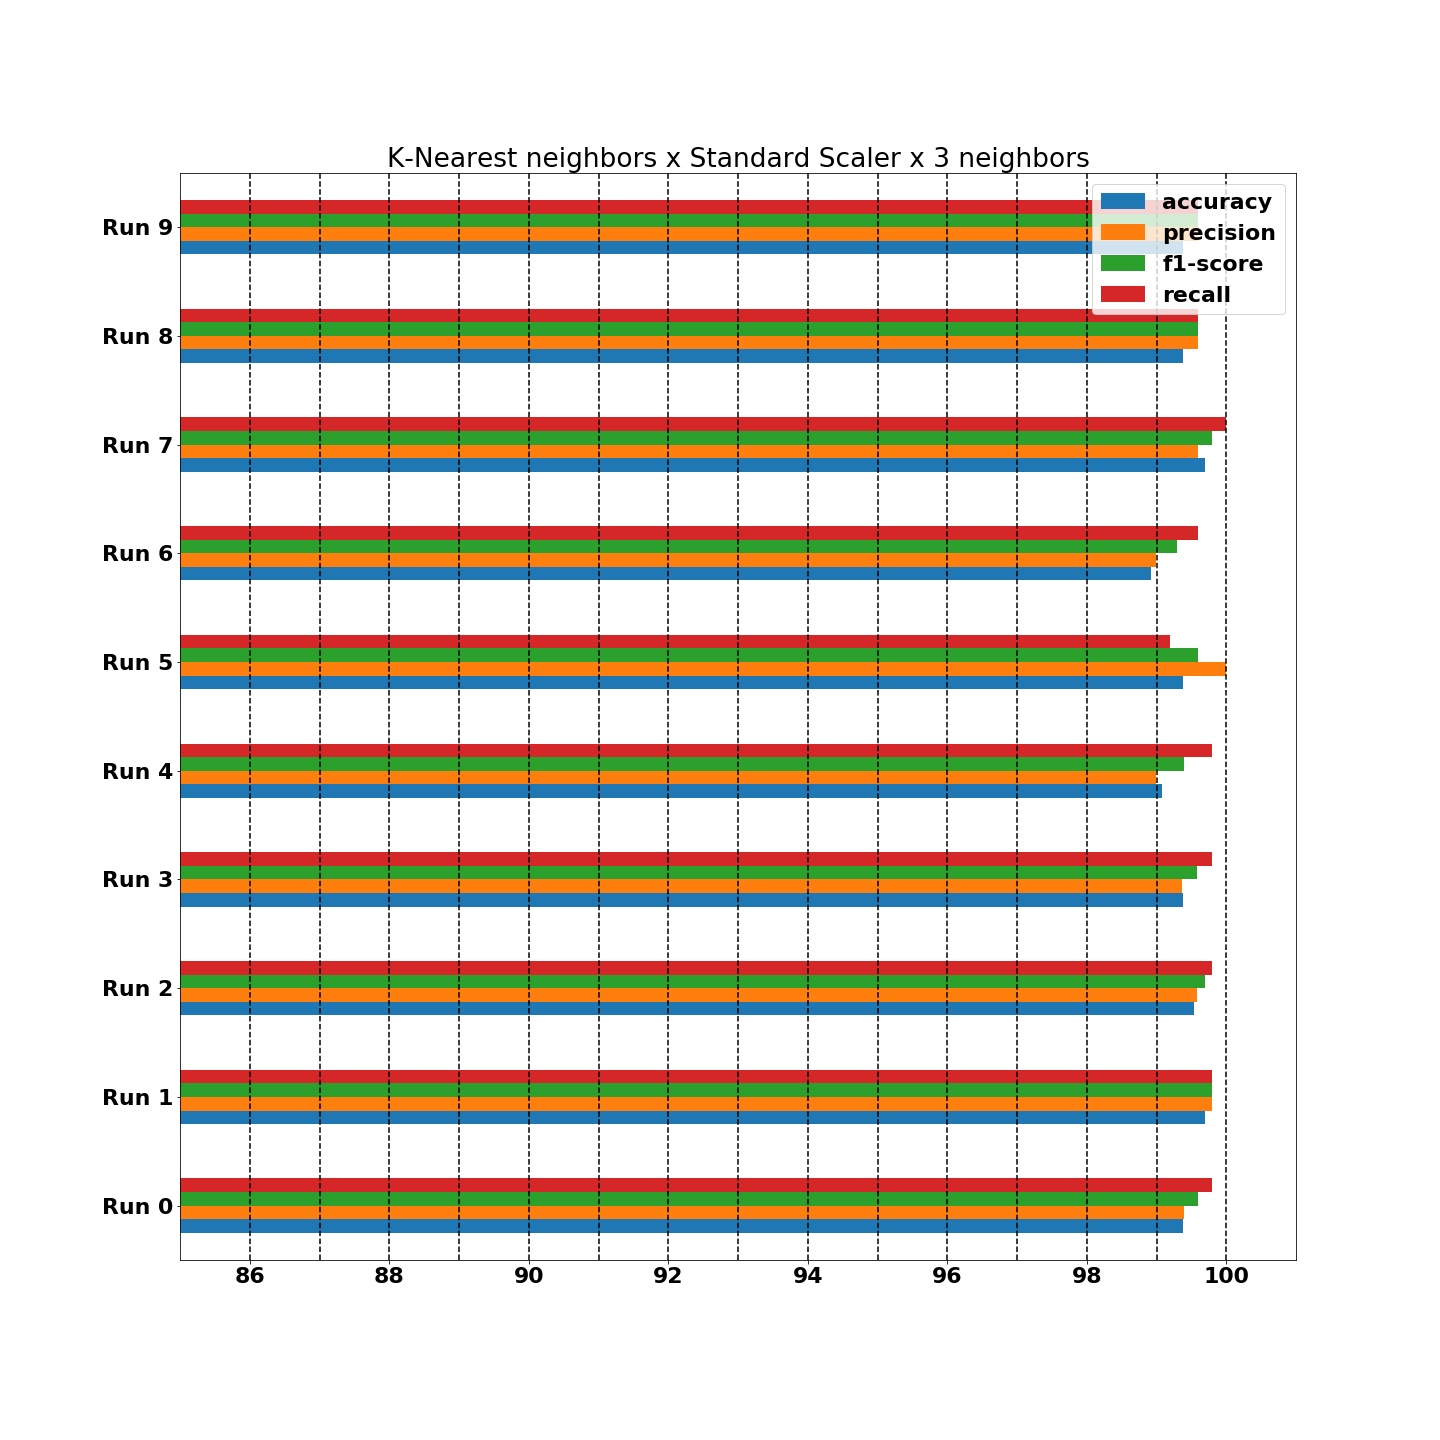 K-Nearest neighbors x Standard Scaler x 3 neighbors
accuracy
precision
f1-score
recall
Run 9
Run 8
Run 7
Run 6
Run 5
Run 4
Run 3
Run 2
Run 1
Run 0
86 88 90 92 94 96 98 100